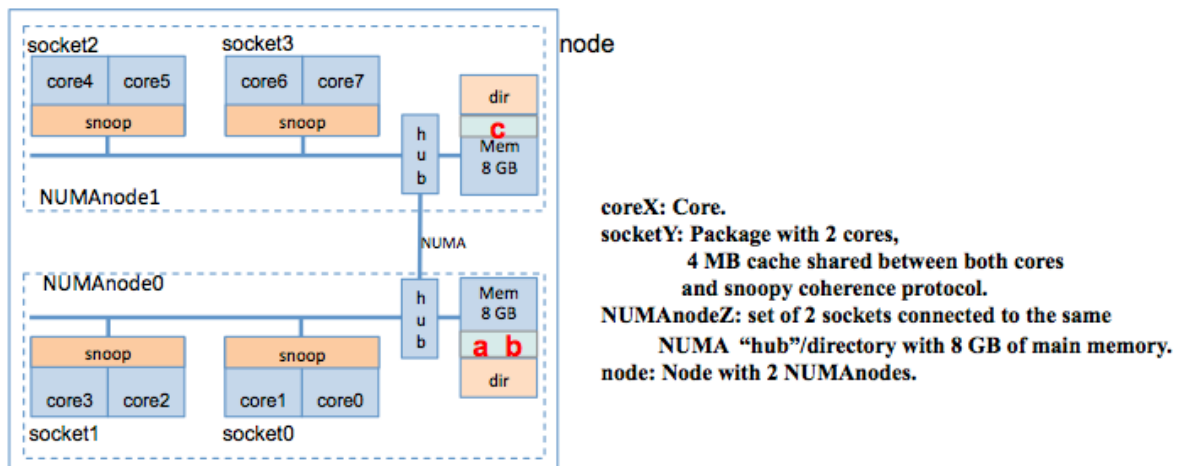 node
socket2
socket3
core4
core5
core6
core7
dir
snoop
snoop
h
u
b
c
Mem
8 GB
NUMAnode1
NUMA
NUMAnode0
h
u
b
Mem
8 GB
a b
snoop
snoop
dir
core3
core2
core1
core0
socket1
socket0
coreX: Core.
socketY: Package with 2 cores,
4 MB cache shared between both cores
and snoopy coherence protocol.
NUMAnodeZ: set of 2 sockets connected to the same
NUMA “hub”/directory with 8 GB of main memory.
node: Node with 2 NUMAnodes.